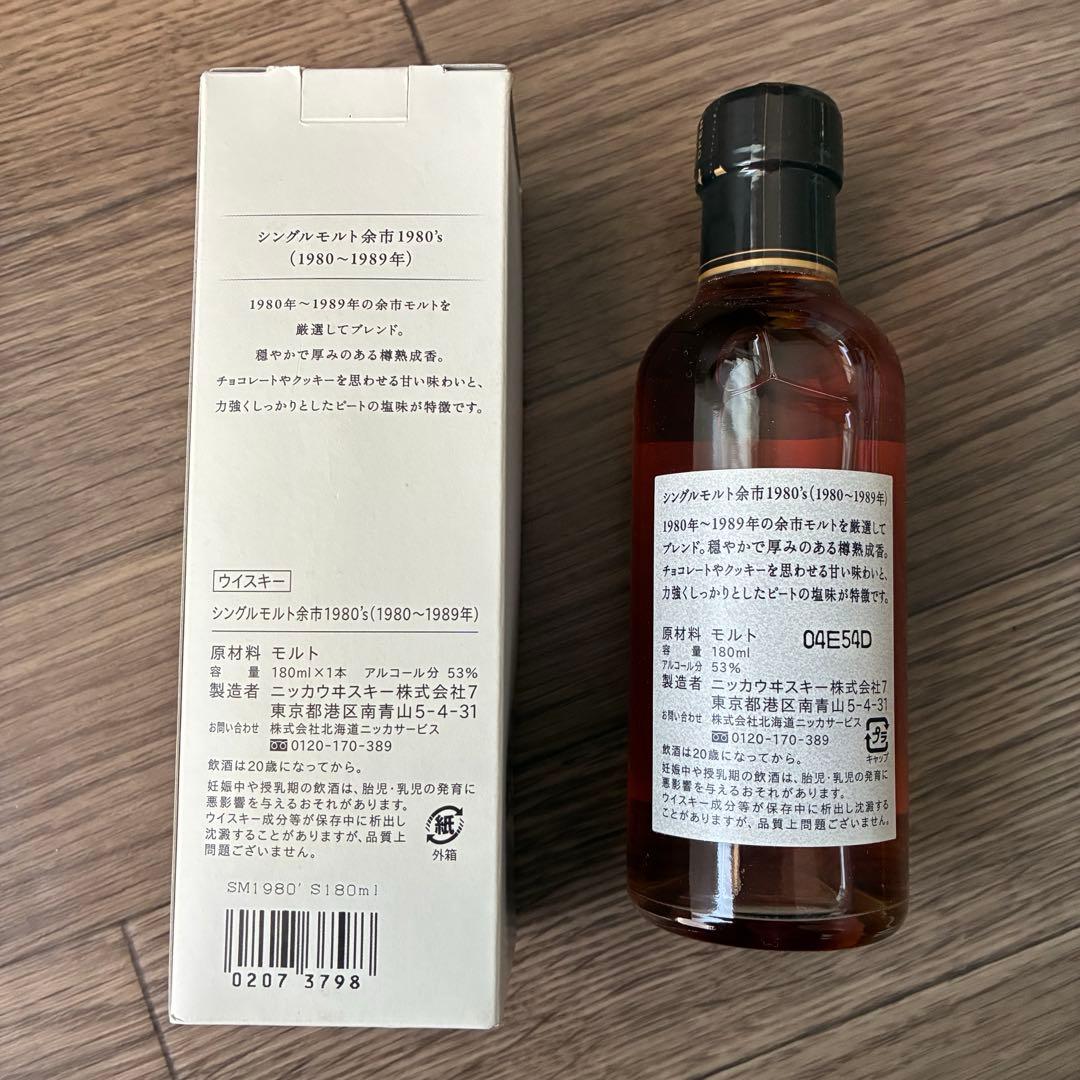 シングルモルト余市1980's
(1980～1989年)
1980年～1989年の余市モルトを
厳選してブレンド。
穏やかで厚みのある樽熟成香。
チョコレートやクッキーを思わせる甘い味わいと、
力強くしっかりとしたピートの塩味が特徴です。
ウイスキー
シングルモルト余市1980's(1980～1989年)
原材料 モルト
容 量 180ml×1本 アルコール分 53%
製造者 ニッカウヰスキー株式会社7
東京都港区南青山5-4-31
お問い合わせ 株式会社北海道ニッカサービス
0120-170-389
飲酒は20歳になってから。
妊娠中や授乳期の飲酒は、胎児・乳児の発育に
悪影響を与えるおそれがあります。
ウイスキー成分等が保存中に析出し
沈澱することがありますが、品質上
問題ございません。
紙
外箱
SM1980' S180ml
0207 3798
シングルモルト余市1980's(1980～1989年)
1980年～1989年の余市モルトを厳選して
ブレンド。穏やかで厚みのある樽熟成香。
チョコレートやクッキーを思わせる甘い味わいと、
力強くしっかりとしたピートの塩味が特徴です。
原材料 モルト 04E54D
容 量 180ml
アルコール分 53%
製造者 ニッカウヰスキー株式会社7
東京都港区南青山5-4-31
お問い合わせ 株式会社北海道ニッカサービス
0120-170-389
プラ
キャップ
飲酒は20歳になってから。
妊娠中や授乳期の飲酒は、胎児・乳児の発育に
悪影響を与えるおそれがあります。
ウイスキー成分等が保存中に析出し沈澱する
ことがありますが、品質上問題ございません。